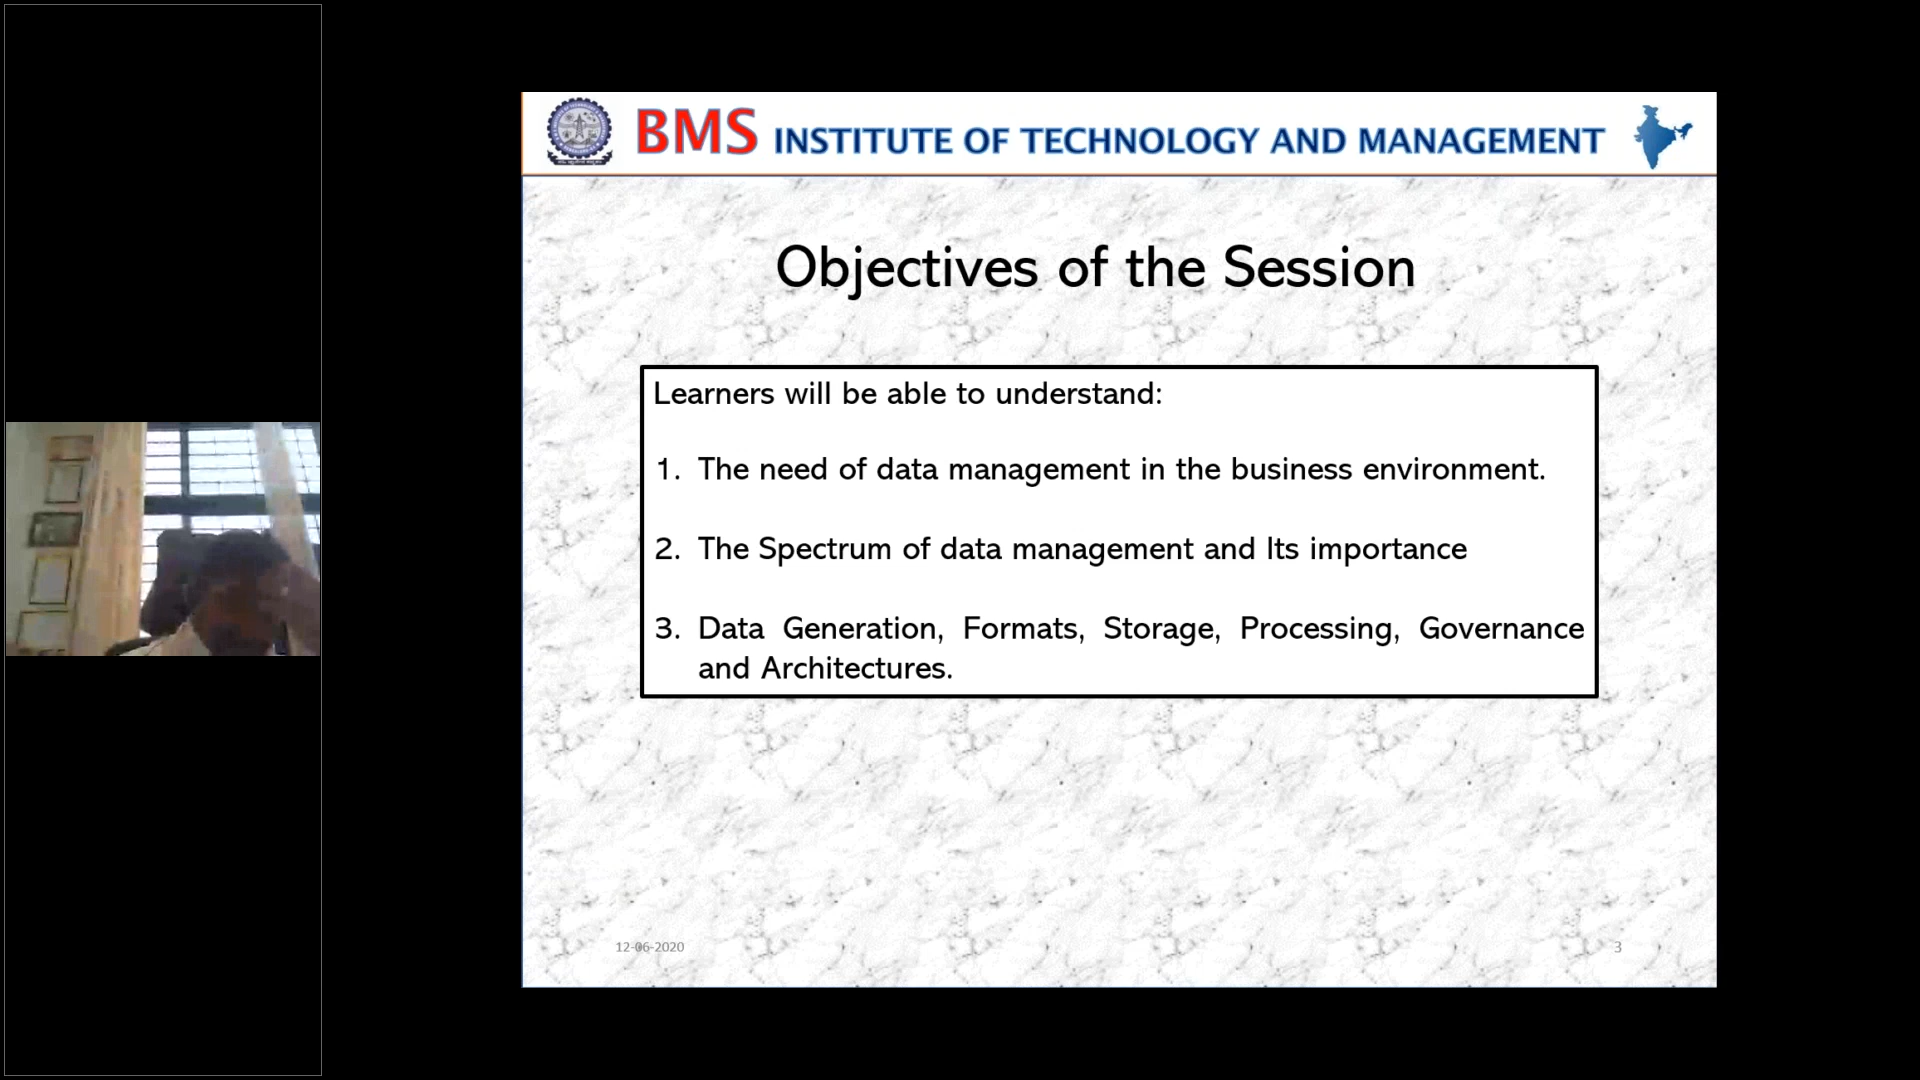 BMS INSTITUTE OF TECHNOLOGY AND MANAGEMENT
Objectives of the Session
Learners will be able to understand:
1. The need of data management in the business environment.
2. The Spectrum of data management and Its importance
3. Data Generation, Formats, Storage, Processing, Governance
and Architectures.
12-06-2020
3